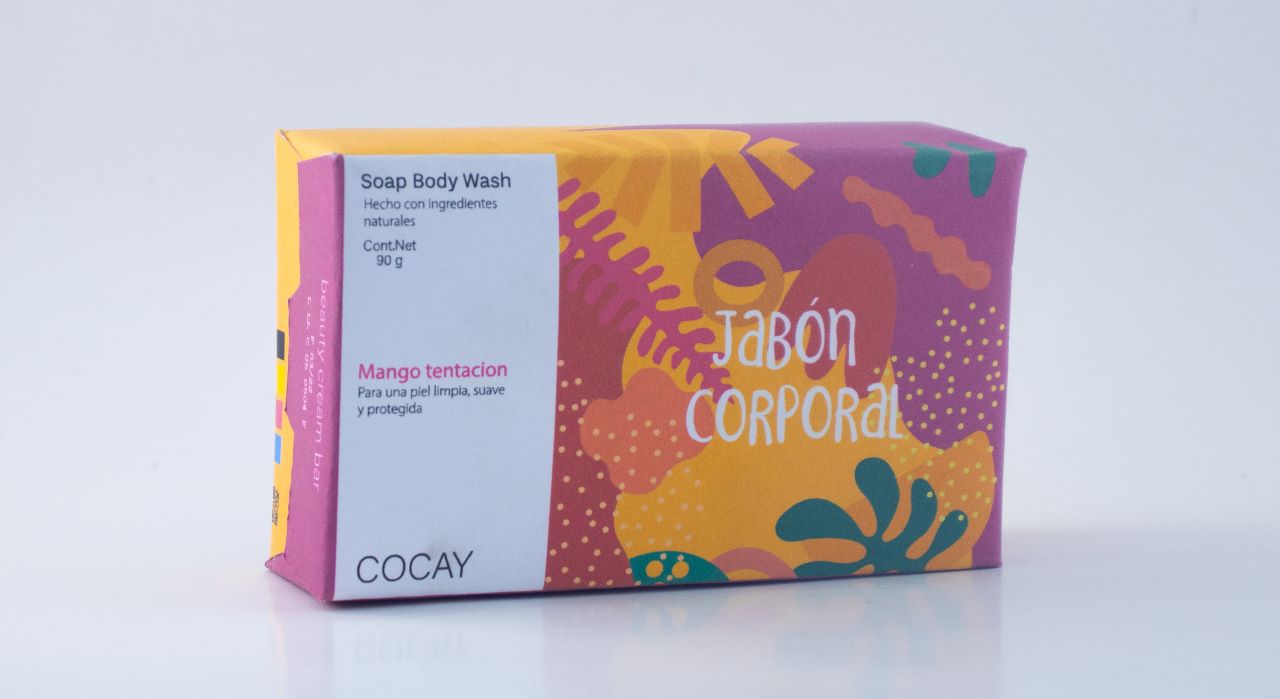 Soap Body Wash
Hecho con ingredientes
naturales
Cont.Net
90 g
Mango tentacion
Para una piel limpia, suave
y protegida
COCAY
Jabón
CORPORAL
beauty cream bar